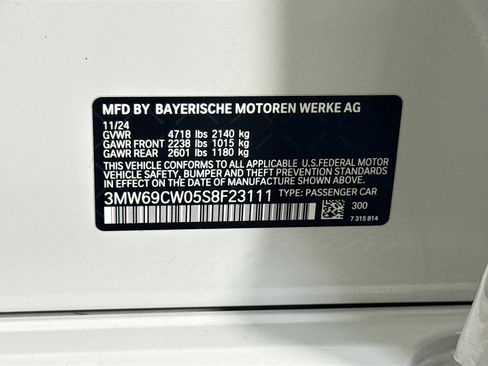 MFD BY BAYERISCHE MOTOREN WERKE AG
11/24
GVWR 4718 lbs 2140 kg
GAWR FRONT 2238 lbs 1015 kg
GAWR REAR 2601 lbs 1180 kg
THIS VEHICLE CONFORMS TO ALL APPLICABLE U.S.FEDERAL MOTOR
VEHICLE SAFETY, BUMPER AND THEFT PREVENTION STANDARDS
IN EFFECT ON THE DATE OF MANUFACTURE SHOWN ABOVE.
3MW69CW05S8F23111 TYPE: PASSENGER CAR
300
7 315 814